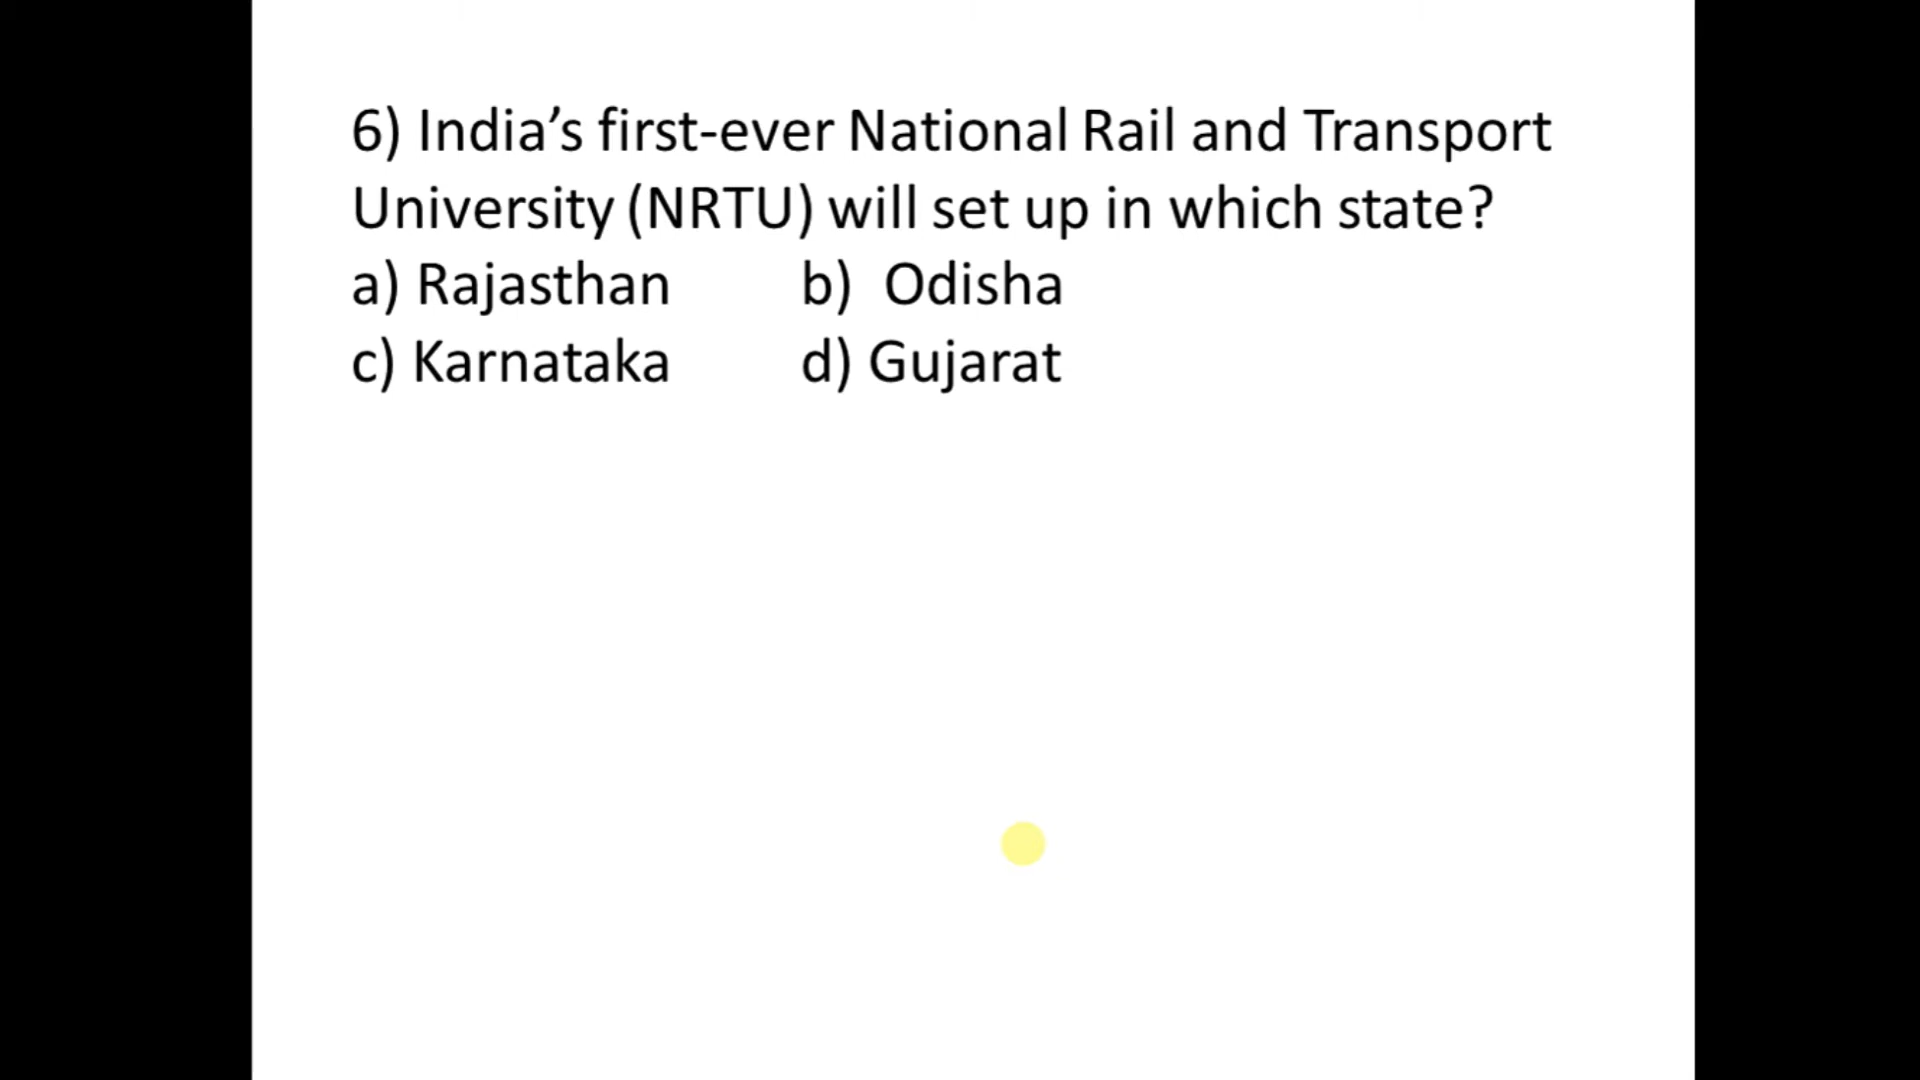 6) India’s first-ever National Rail and Transport
University (NRTU) will set up in which state?
a) Rajasthan b) Odisha
c) Karnataka d) Gujarat